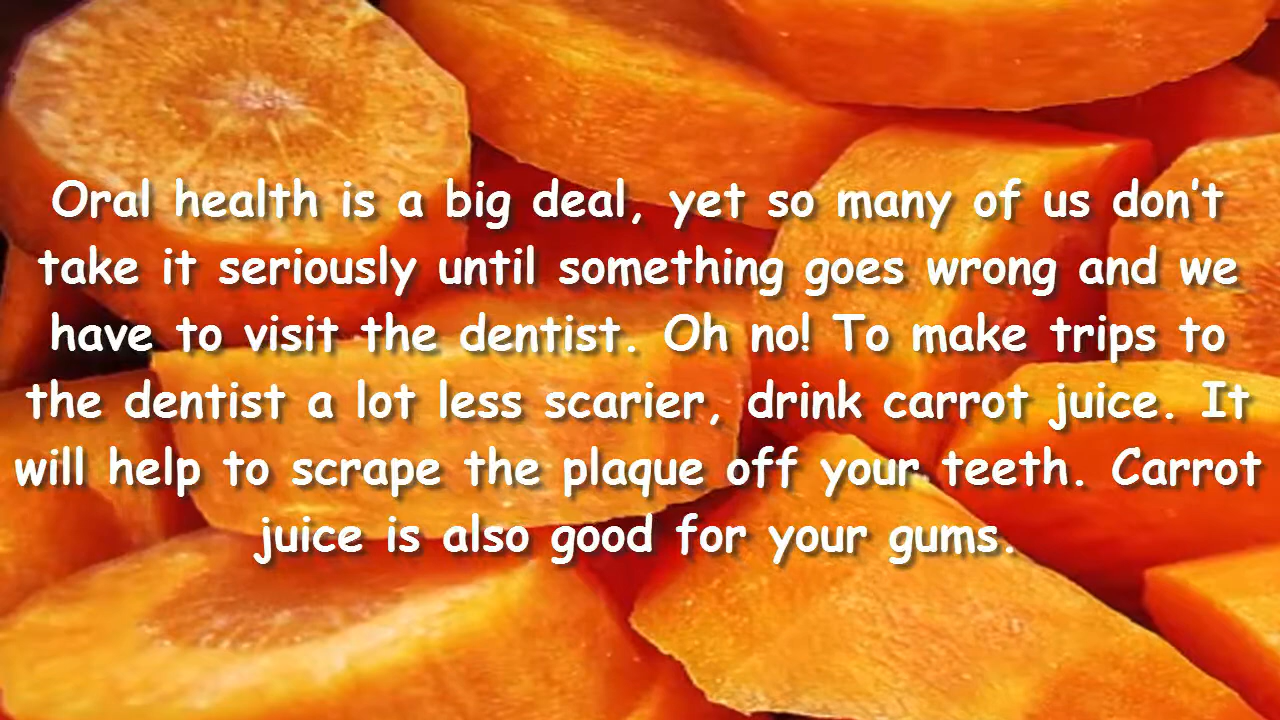 Oral health is a big deal, yet so many of us don't
take it seriously until something goes wrong and we
have to visit the dentist. Oh no! To make trips to
the dentist a lot less scarier, drink carrot juice. It
will help to scrape the plaque off your teeth. Carrot
juice is also good for your gums.